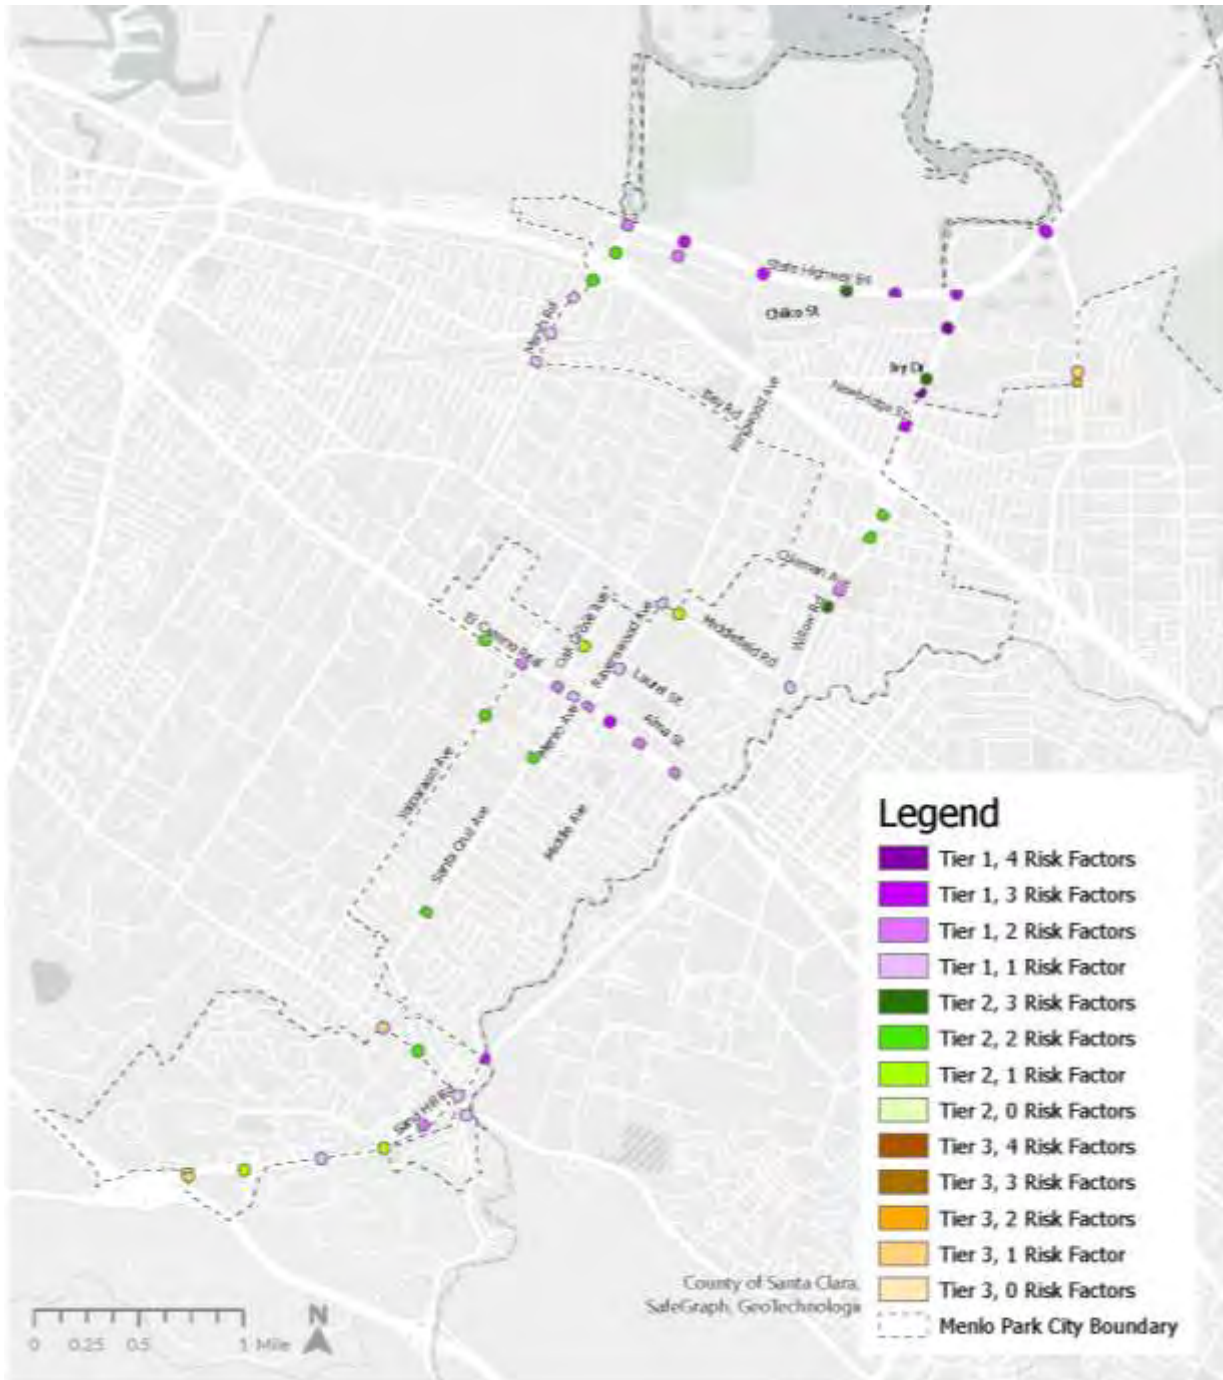 State Highway 84
Chilco St
Marsh Rd
Ivy Dr
Newbridge St
Bay Rd
Ringwood Ave
Coleman Ave
Willow Rd
Middlefield Rd
El Camino Real
Oak Grove Ave
Ravenswood Ave
Laurel St
Alma St
Menlo Ave
Valparaiso Ave
Santa Cruz Ave
Middle Ave
Sand Hill Rd
Legend
Tier 1, 4 Risk Factors
Tier 1, 3 Risk Factors
Tier 1, 2 Risk Factors
Tier 1, 1 Risk Factor
Tier 2, 3 Risk Factors
Tier 2, 2 Risk Factors
Tier 2, 1 Risk Factor
Tier 2, 0 Risk Factors
Tier 3, 4 Risk Factors
Tier 3, 3 Risk Factors
Tier 3, 2 Risk Factors
Tier 3, 1 Risk Factor
Tier 3, 0 Risk Factors
Menlo Park City Boundary
County of Santa Clara,
SafeGraph, GeoTechnologi
N
0 0.25 0.5 1 Mile